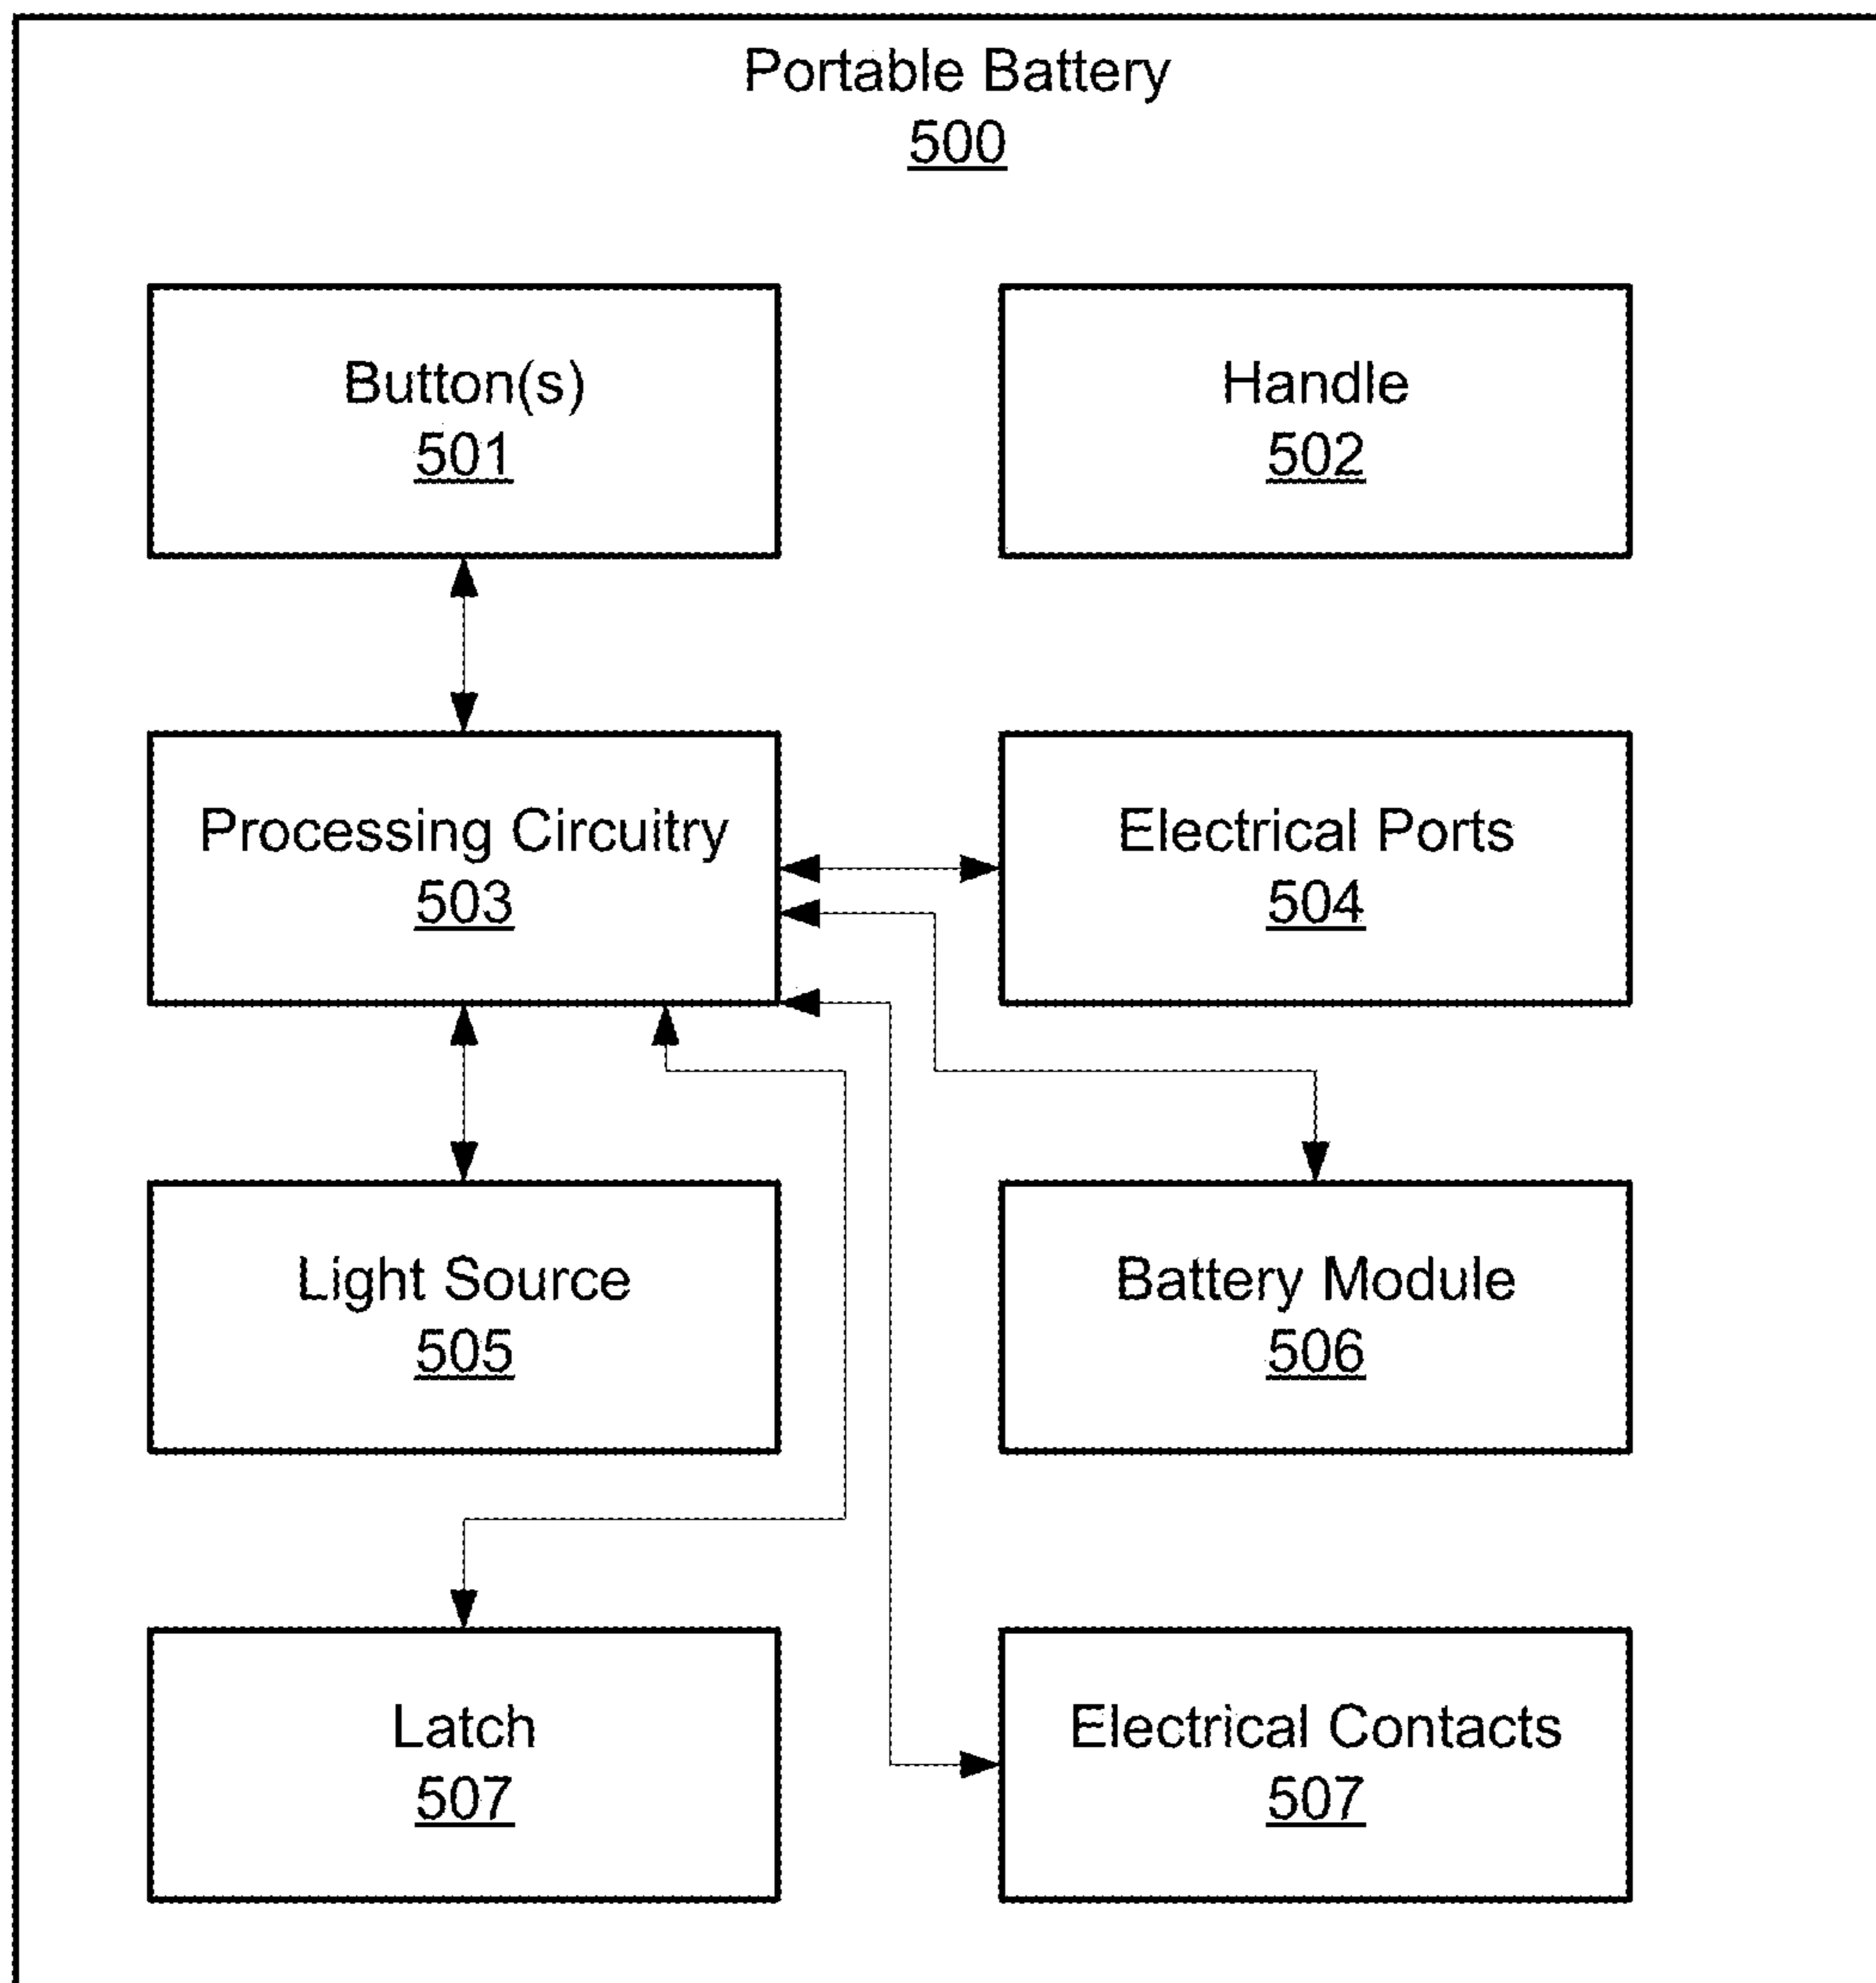 Portable Battery
500
Button(s)
501
Handle
502
Processing Circuitry
503
Electrical Ports
504
Light Source
505
Battery Module
506
Latch
507
Electrical Contacts
507